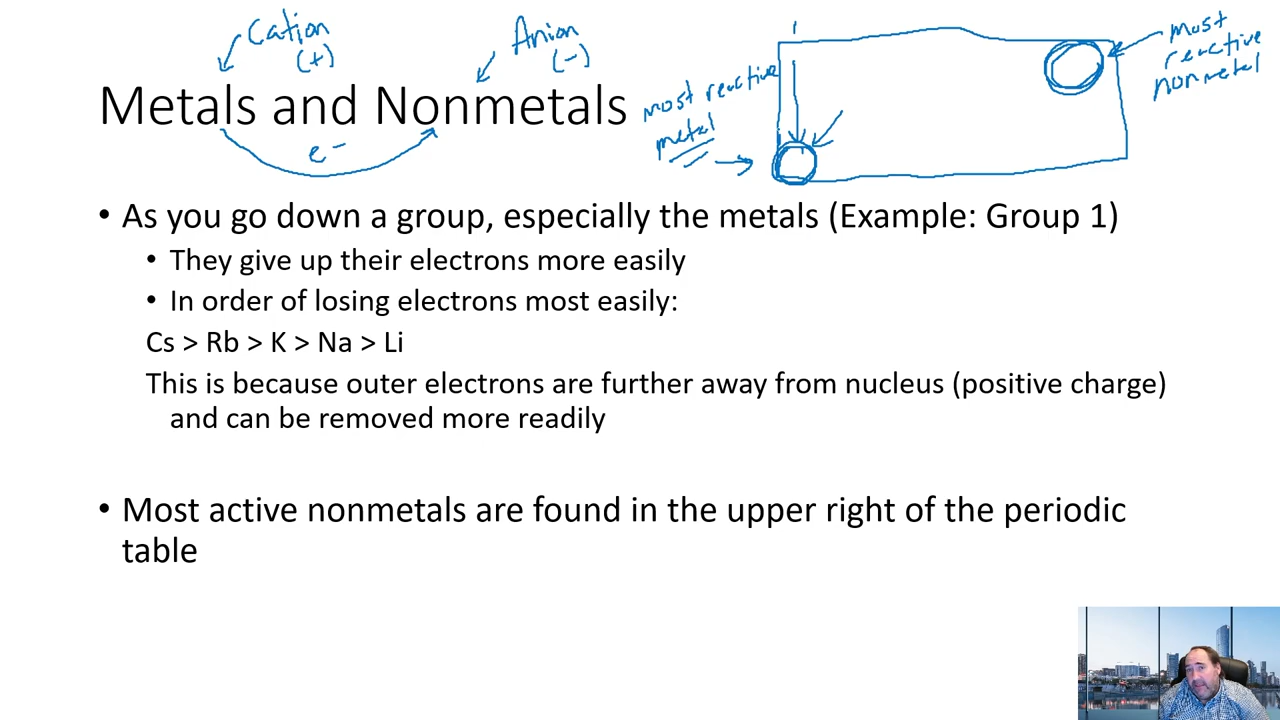 Cation
(+)
Anion
(-)
1
most
reactive
nonmetal
Metals and Nonmetals
most reactive
metal
e-
• As you go down a group, especially the metals (Example: Group 1)
• They give up their electrons more easily
• In order of losing electrons most easily:
Cs > Rb > K > Na > Li
This is because outer electrons are further away from nucleus (positive charge)
and can be removed more readily
• Most active nonmetals are found in the upper right of the periodic
table